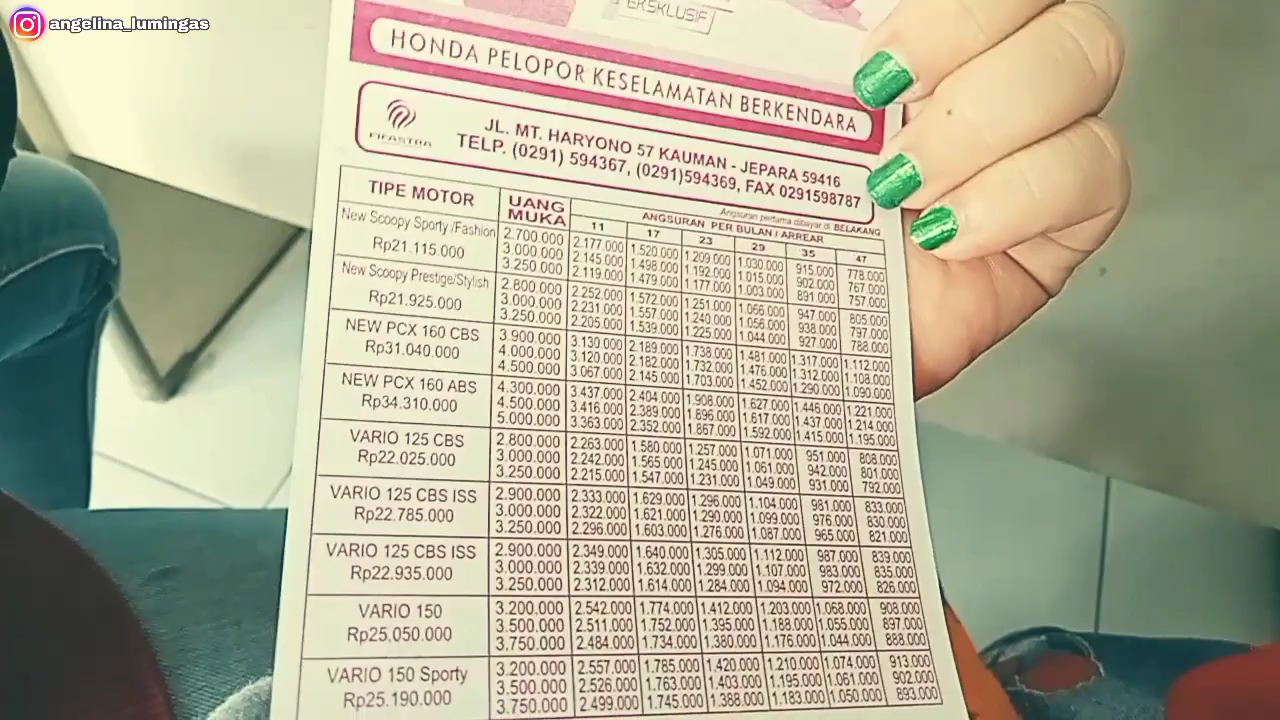 angelina_lumingas
EKSKLUSIF
HONDA PELOPOR KESELAMATAN BERKENDARA
FIFASTRA
JL. MT. HARYONO 57 KAUMAN - JEPARA 59416
TELP. (0291) 594367, (0291)594369, FAX 0291598787
TIPE MOTOR UANG MUKA Angsuran pertama dibayar di BELAKANG
ANGSURAN PER BULAN / ARREAR
11 17 23 29 35 47
New Scoopy Sporty /Fashion 2.700.000 2.177.000 1.520.000 1.209.000 1.030.000 915.000 778.000
Rp21.115.000 3.000.000 2.145.000 1.498.000 1.192.000 1.015.000 902.000 767.000
3.250.000 2.119.000 1.479.000 1.177.000 1.003.000 891.000 757.000
New Scoopy Prestige/Stylish 2.800.000 2.252.000 1.572.000 1.251.000 1.066.000 947.000 805.000
Rp21.925.000 3.000.000 2.231.000 1.557.000 1.240.000 1.056.000 938.000 797.000
3.250.000 2.205.000 1.539.000 1.225.000 1.044.000 927.000 788.000
NEW PCX 160 CBS 3.900.000 3.130.000 2.189.000 1.738.000 1.481.000 1.317.000 1.112.000
Rp31.040.000 4.000.000 3.120.000 2.182.000 1.732.000 1.476.000 1.312.000 1.108.000
4.500.000 3.067.000 2.145.000 1.703.000 1.452.000 1.290.000 1.090.000
NEW PCX 160 ABS 4.300.000 3.437.000 2.404.000 1.908.000 1.627.000 1.446.000 1.221.000
Rp34.310.000 4.500.000 3.416.000 2.389.000 1.896.000 1.617.000 1.437.000 1.214.000
5.000.000 3.363.000 2.352.000 1.867.000 1.592.000 1.415.000 1.195.000
VARIO 125 CBS 2.800.000 2.263.000 1.580.000 1.257.000 1.071.000 951.000 808.000
Rp22.025.000 3.000.000 2.242.000 1.565.000 1.245.000 1.061.000 942.000 801.000
3.250.000 2.215.000 1.547.000 1.231.000 1.049.000 931.000 792.000
VARIO 125 CBS ISS 2.900.000 2.333.000 1.629.000 1.296.000 1.104.000 981.000 833.000
Rp22.785.000 3.000.000 2.322.000 1.621.000 1.290.000 1.099.000 976.000 830.000
3.250.000 2.296.000 1.603.000 1.276.000 1.087.000 965.000 821.000
VARIO 125 CBS ISS 2.900.000 2.349.000 1.640.000 1.305.000 1.112.000 987.000 839.000
Rp22.935.000 3.000.000 2.339.000 1.632.000 1.299.000 1.107.000 983.000 835.000
3.250.000 2.312.000 1.614.000 1.284.000 1.094.000 972.000 826.000
VARIO 150 3.200.000 2.542.000 1.774.000 1.412.000 1.203.000 1.068.000 908.000
Rp25.050.000 3.500.000 2.511.000 1.752.000 1.395.000 1.188.000 1.055.000 897.000
3.750.000 2.484.000 1.734.000 1.380.000 1.176.000 1.044.000 888.000
VARIO 150 Sporty 3.200.000 2.557.000 1.785.000 1.420.000 1.210.000 1.074.000 913.000
Rp25.190.000 3.500.000 2.526.000 1.763.000 1.403.000 1.195.000 1.061.000 902.000
3.750.000 2.499.000 1.745.000 1.388.000 1.183.000 1.050.000 893.000